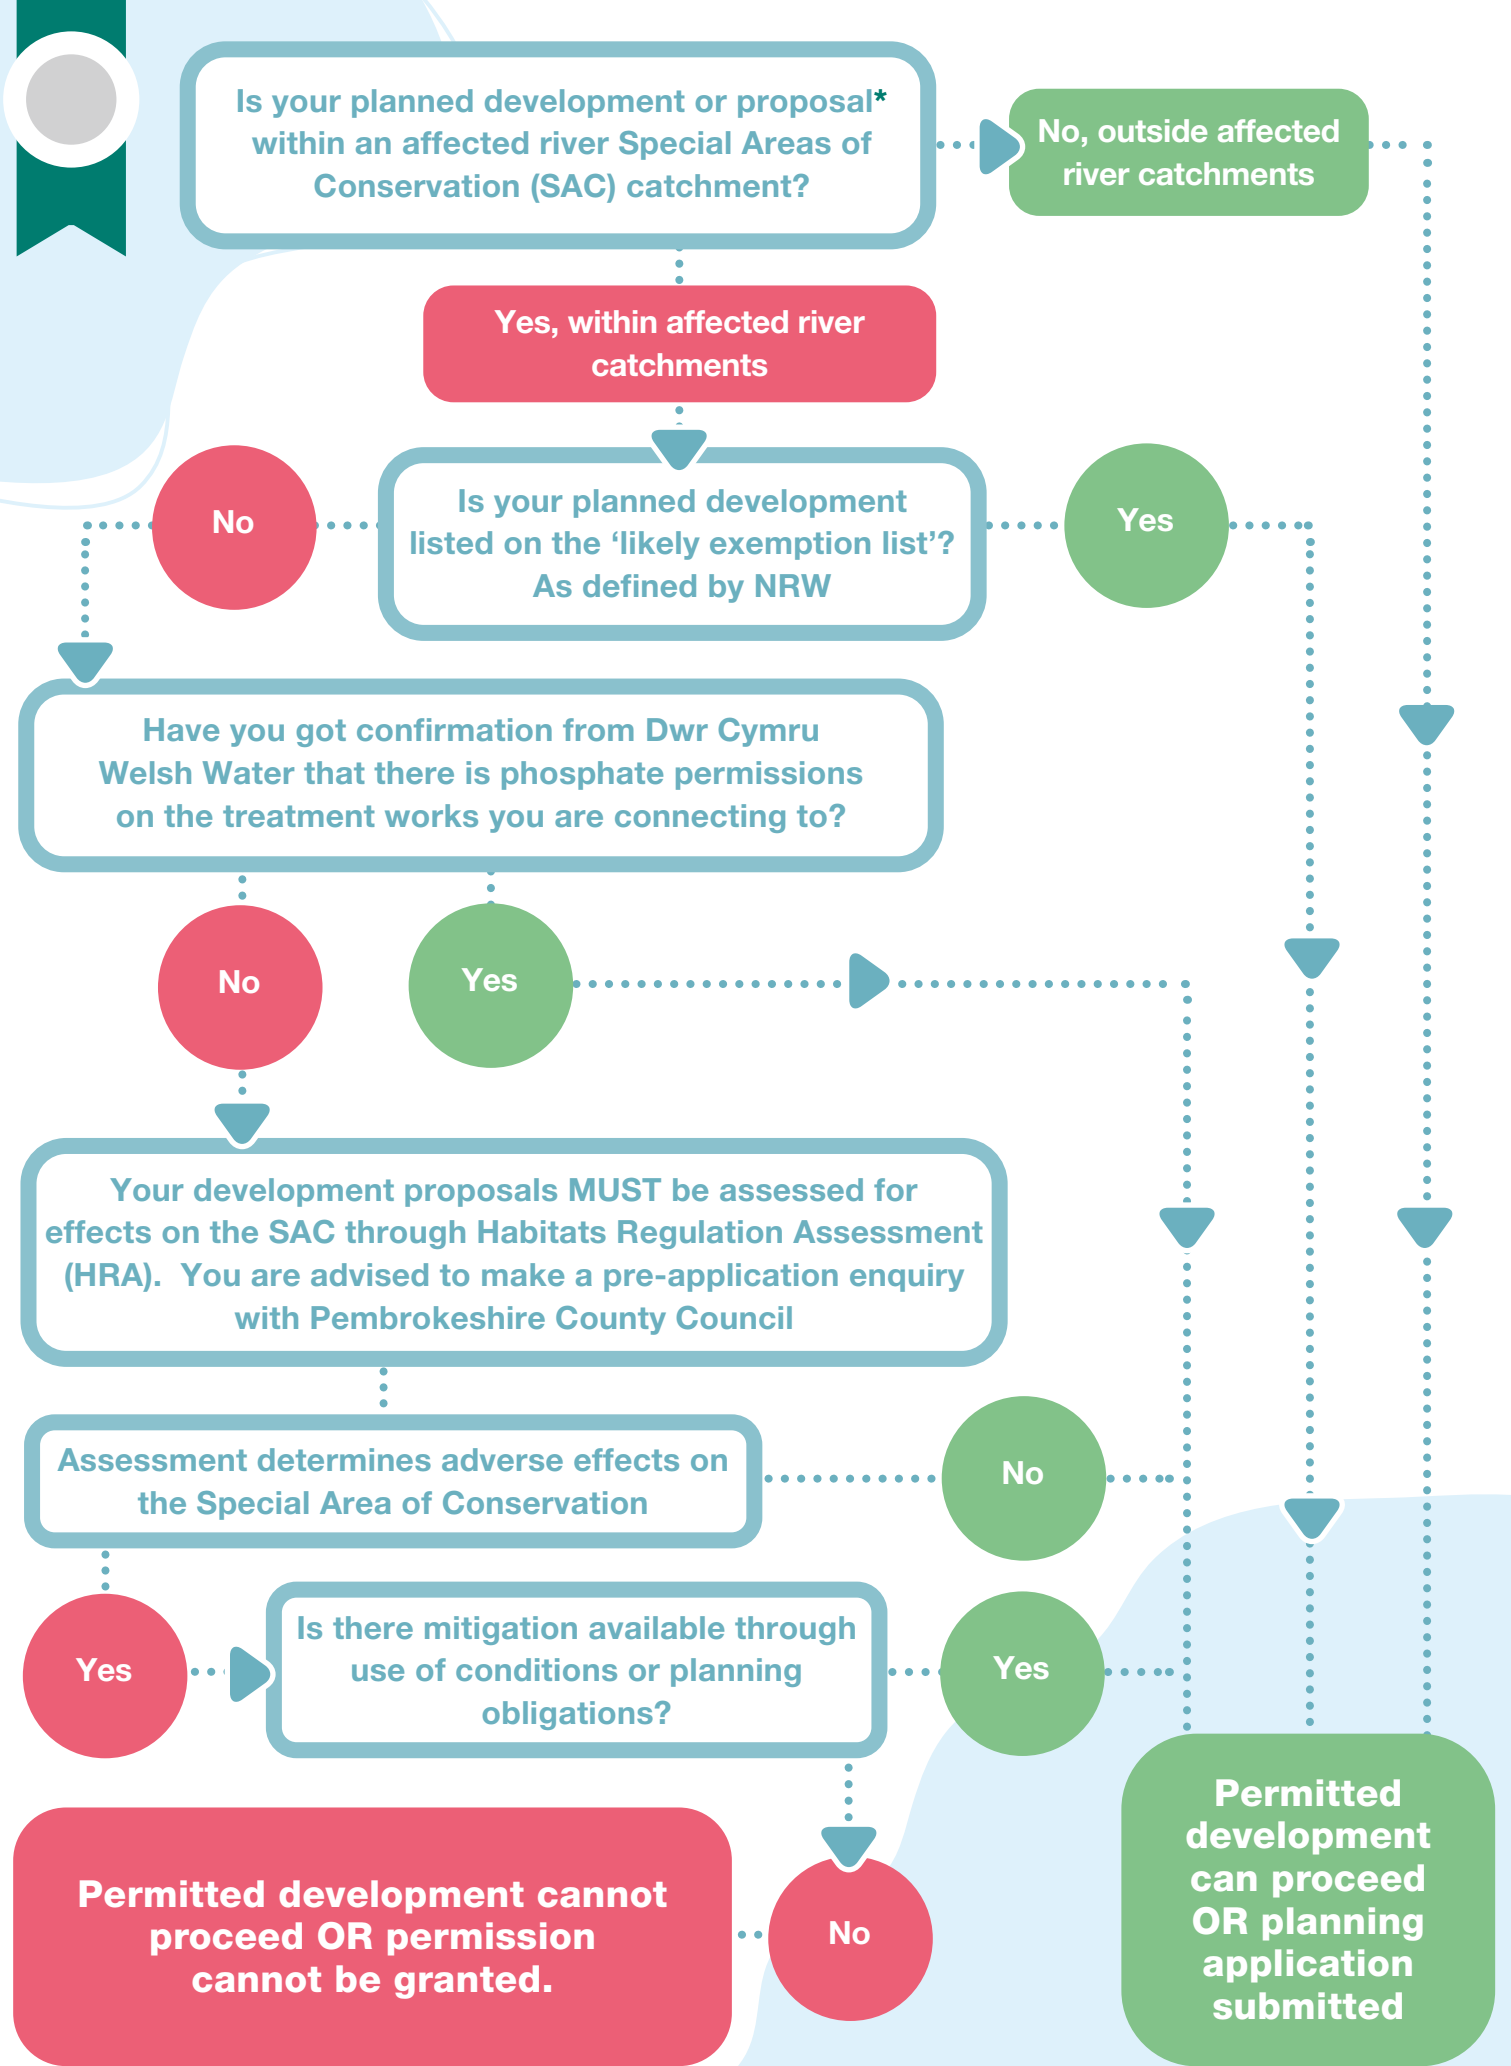 Is your planned development or proposal*
within an affected river Special Areas of
Conservation (SAC) catchment?
No, outside affected
river catchments
Yes, within affected river
catchments
No
Is your planned development
listed on the ‘likely exemption list’?
As defined by NRW
Yes
Have you got confirmation from Dwr Cymru
Welsh Water that there is phosphate permissions
on the treatment works you are connecting to?
No
Yes
Your development proposals MUST be assessed for
effects on the SAC through Habitats Regulation Assessment
(HRA).  You are advised to make a pre-application enquiry
with Pembrokeshire County Council
Assessment determines adverse effects on
the Special Area of Conservation
No
Yes
Is there mitigation available through
use of conditions or planning
obligations?
Yes
Permitted development cannot
proceed OR permission
cannot be granted.
No
Permitted
development
can proceed
OR planning
application
submitted